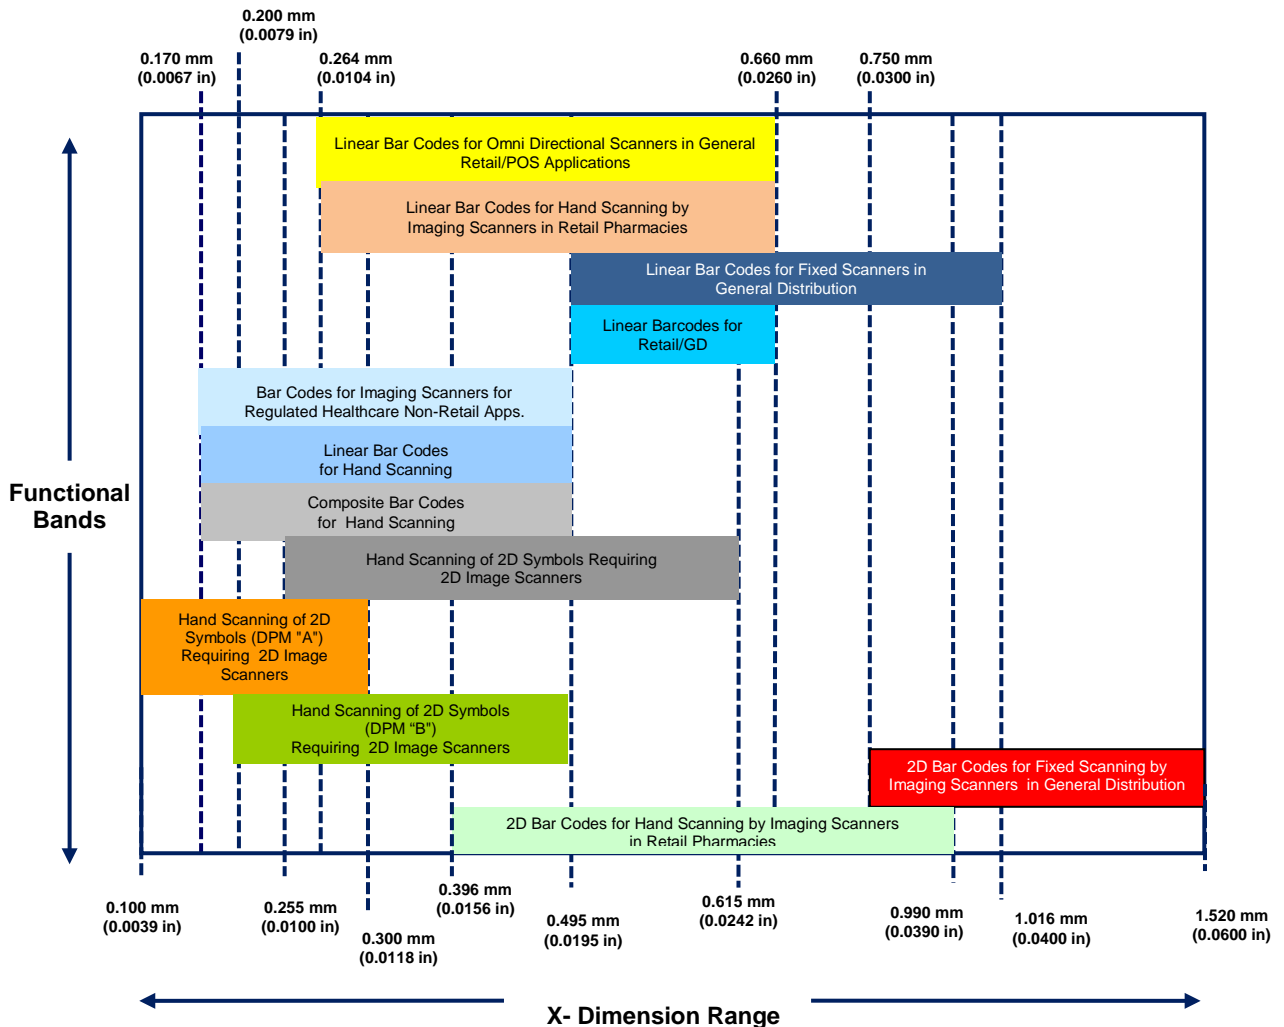 0.200 mm
(0.0079 in)
0.170 mm
(0.0067 in)
0.264 mm
(0.0104 in)
0.660 mm
(0.0260 in)
0.750 mm
(0.0300 in)
Linear Bar Codes for Omni Directional Scanners in General
Retail/POS Applications
Linear Bar Codes for Hand Scanning by
Imaging Scanners in Retail Pharmacies
Linear Bar Codes for Fixed Scanners in
General Distribution
Linear Barcodes for
Retail/GD
Bar Codes for Imaging Scanners for
Regulated Healthcare Non-Retail Apps.
Linear Bar Codes
for Hand Scanning
Functional
Bands
Composite Bar Codes
for Hand Scanning
Hand Scanning of 2D Symbols Requiring
2D Image Scanners
Hand Scanning of 2D
Symbols (DPM "A")
Requiring 2D Image
Scanners
Hand Scanning of 2D Symbols
(DPM “B”)
Requiring 2D Image Scanners
2D Bar Codes for Fixed Scanning by
Imaging Scanners in General Distribution
2D Bar Codes for Hand Scanning by Imaging Scanners
in Retail Pharmacies
0.100 mm
(0.0039 in)
0.255 mm
(0.0100 in)
0.300 mm
(0.0118 in)
0.396 mm
(0.0156 in)
0.495 mm
(0.0195 in)
0.615 mm
(0.0242 in)
0.990 mm
(0.0390 in)
1.016 mm
(0.0400 in)
1.520 mm
(0.0600 in)
X- Dimension Range